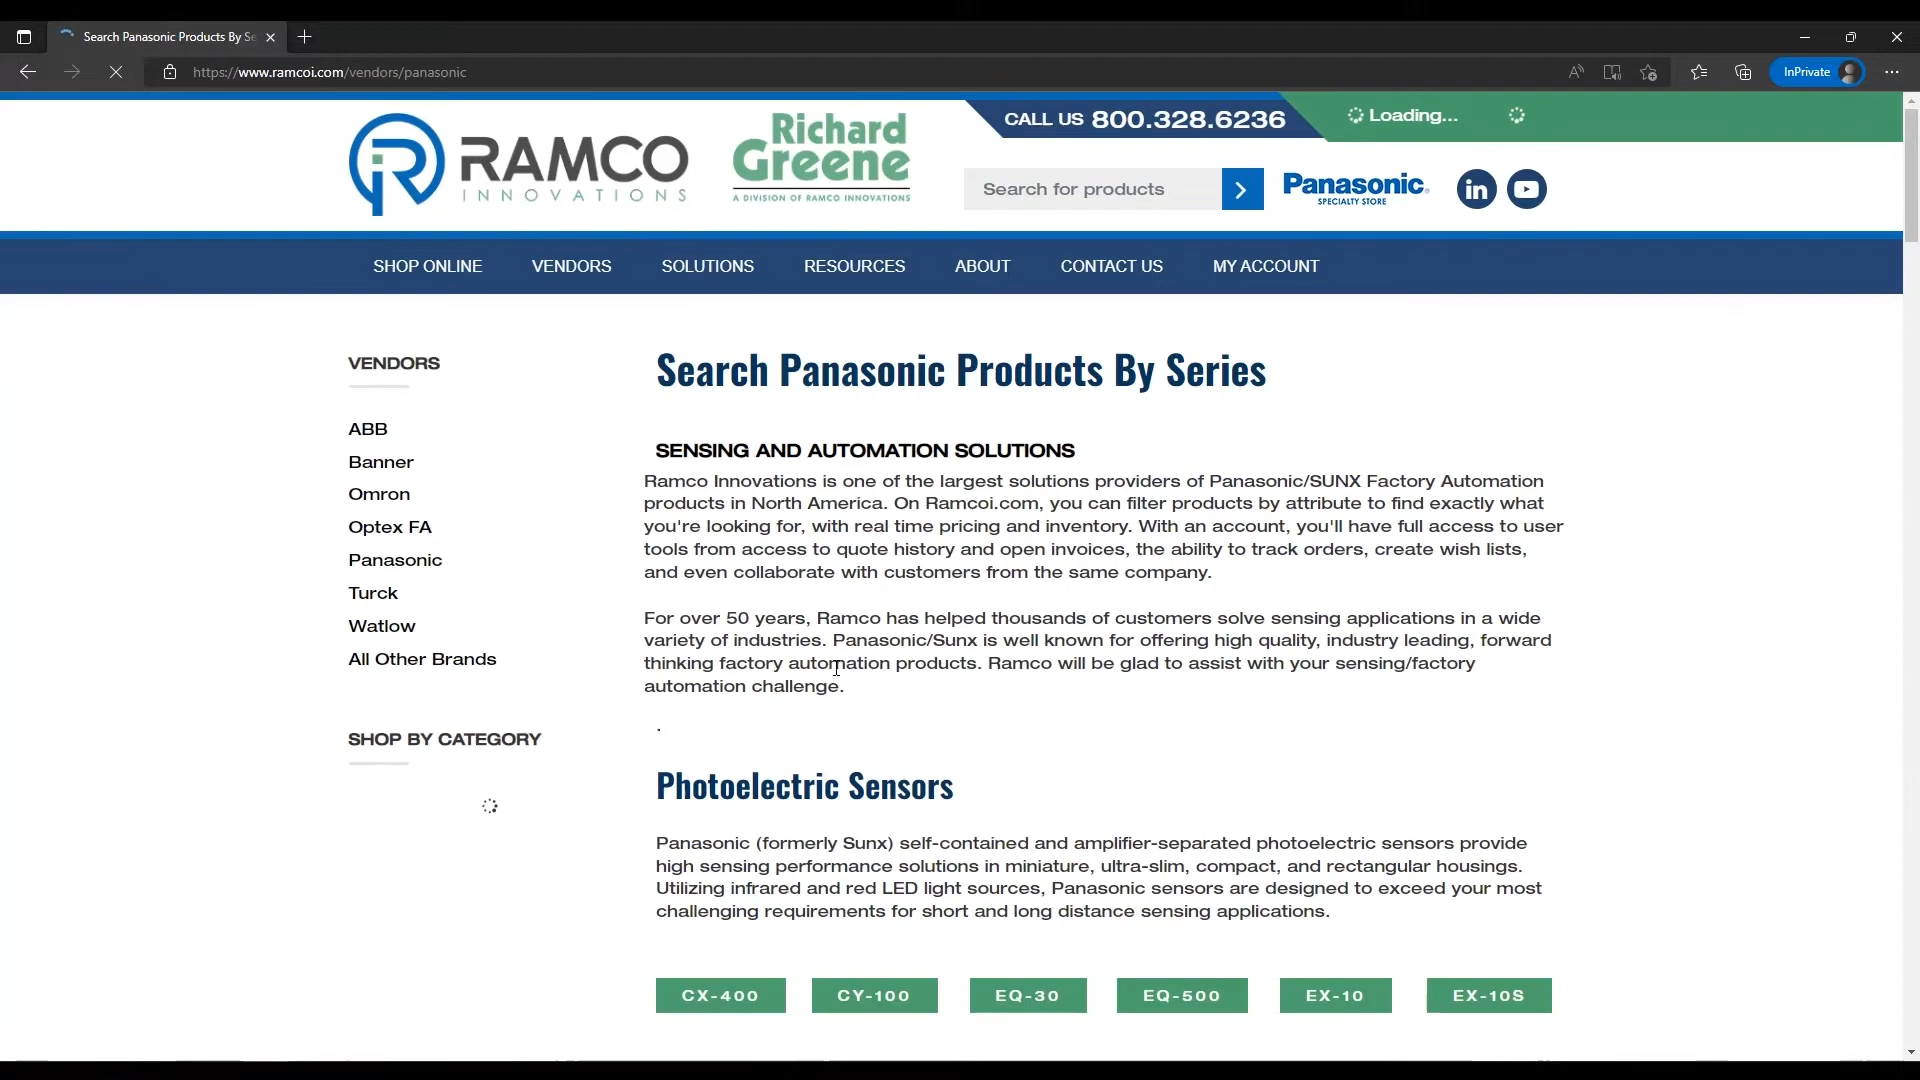 Search Panasonic Products By Se
https://www.ramcoi.com/vendors/panasonic
InPrivate
RAMCO
INNOVATIONS
Richard
Greene
A DIVISION OF RAMCO INNOVATIONS
CALL US 800.328.6236
Loading...
Search for products
Panasonic
SPECIALTY STORE
in
SHOP ONLINE
VENDORS
SOLUTIONS
RESOURCES
ABOUT
CONTACT US
MY ACCOUNT
VENDORS
ABB
Banner
Omron
Optex FA
Panasonic
Turck
Watlow
All Other Brands
SHOP BY CATEGORY
Search Panasonic Products By Series
SENSING AND AUTOMATION SOLUTIONS
Ramco Innovations is one of the largest solutions providers of Panasonic/SUNX Factory Automation
products in North America. On Ramcoi.com, you can filter products by attribute to find exactly what
you're looking for, with real time pricing and inventory. With an account, you'll have full access to user
tools from access to quote history and open invoices, the ability to track orders, create wish lists,
and even collaborate with customers from the same company.
For over 50 years, Ramco has helped thousands of customers solve sensing applications in a wide
variety of industries. Panasonic/Sunx is well known for offering high quality, industry leading, forward
thinking factory automation products. Ramco will be glad to assist with your sensing/factory
automation challenge.
.
Photoelectric Sensors
Panasonic (formerly Sunx) self-contained and amplifier-separated photoelectric sensors provide
high sensing performance solutions in miniature, ultra-slim, compact, and rectangular housings.
Utilizing infrared and red LED light sources, Panasonic sensors are designed to exceed your most
challenging requirements for short and long distance sensing applications.
CX-400
CY-100
EQ-30
EQ-500
EX-10
EX-10S